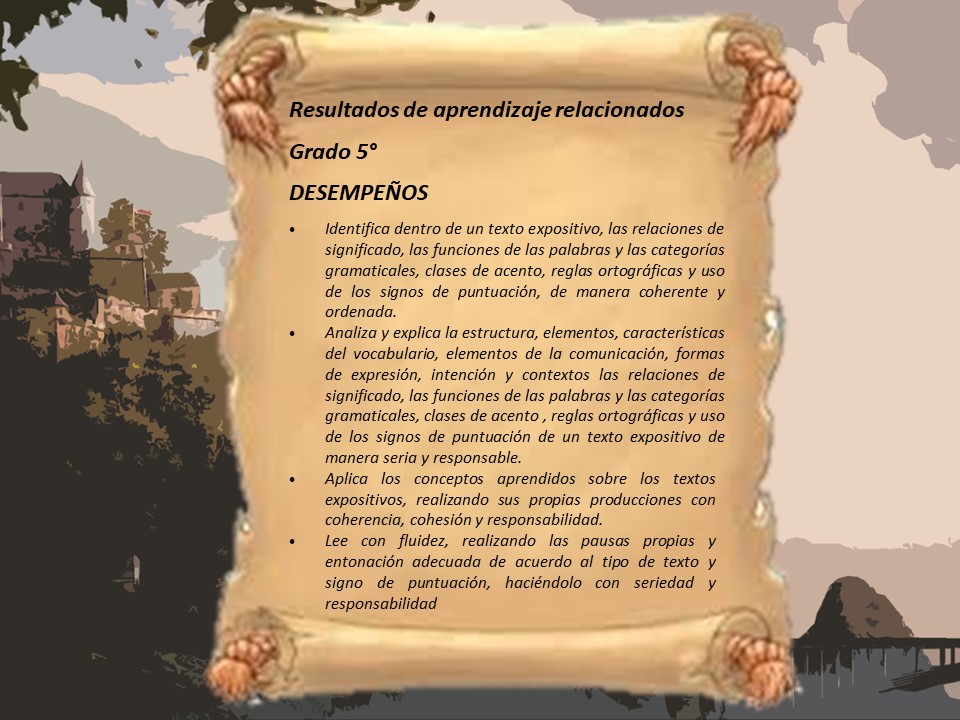 Resultados de aprendizaje relacionados
Grado 5°
DESEMPEÑOS
• Identifica dentro de un texto expositivo, las relaciones de
significado, las funciones de las palabras y las categorías
gramaticales, clases de acento, reglas ortográficas y uso
de los signos de puntuación, de manera coherente y
ordenada.
• Analiza y explica la estructura, elementos, características
del vocabulario, elementos de la comunicación, formas
de expresión, intención y contextos las relaciones de
significado, las funciones de las palabras y las categorías
gramaticales, clases de acento , reglas ortográficas y uso
de los signos de puntuación de un texto expositivo de
manera seria y responsable.
• Aplica los conceptos aprendidos sobre los textos
expositivos, realizando sus propias producciones con
coherencia, cohesión y responsabilidad.
• Lee con fluidez, realizando las pausas propias y
entonación adecuada de acuerdo al tipo de texto y
signo de puntuación, haciéndolo con seriedad y
responsabilidad